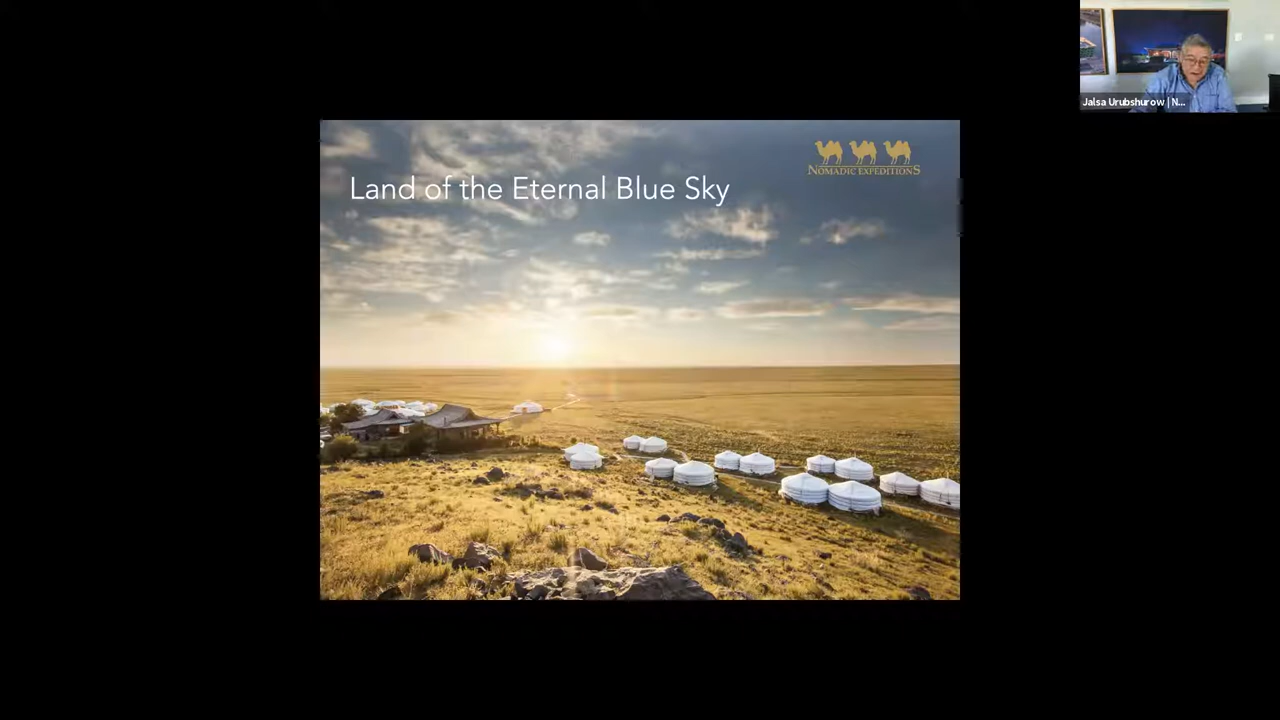 Jalsa Urubshurow | N...
NOMADIC EXPEDITIONS
Land of the Eternal Blue Sky